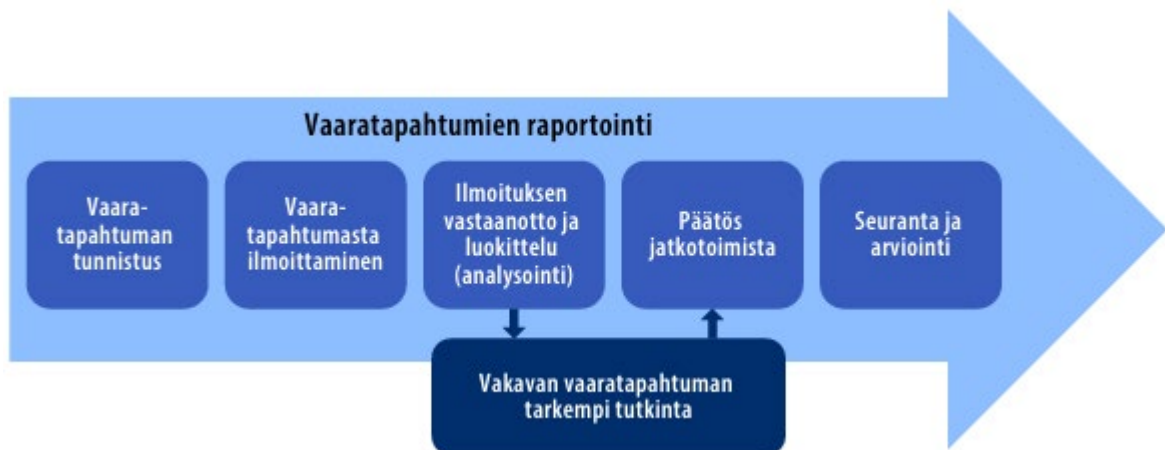 Vaaratapahtumien raportointi
Vaara-
tapahtuman
tunnistus
Vaara-
tapahtumasta
ilmoittaminen
Ilmoituksen
vastaanotto ja
luokittelu
(analysointi)
Päätös
jatkotoimista
Seuranta ja
arviointi
Vakavan vaaratapahtuman
tarkempi tutkinta